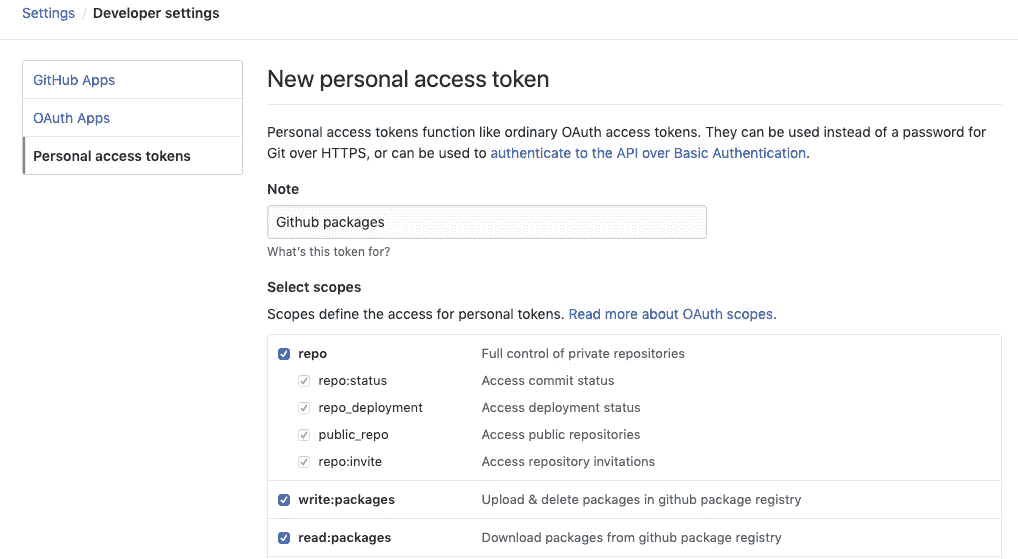 Settings / Developer settings
GitHub Apps
OAuth Apps
Personal access tokens
New personal access token
Personal access tokens function like ordinary OAuth access tokens. They can be used instead of a password for
Git over HTTPS, or can be used to authenticate to the API over Basic Authentication.
Note
Github packages
What's this token for?
Select scopes
Scopes define the access for personal tokens. Read more about OAuth scopes.
repo Full control of private repositories
repo:status Access commit status
repo_deployment Access deployment status
public_repo Access public repositories
repo:invite Access repository invitations
write:packages Upload & delete packages in github package registry
read:packages Download packages from github package registry